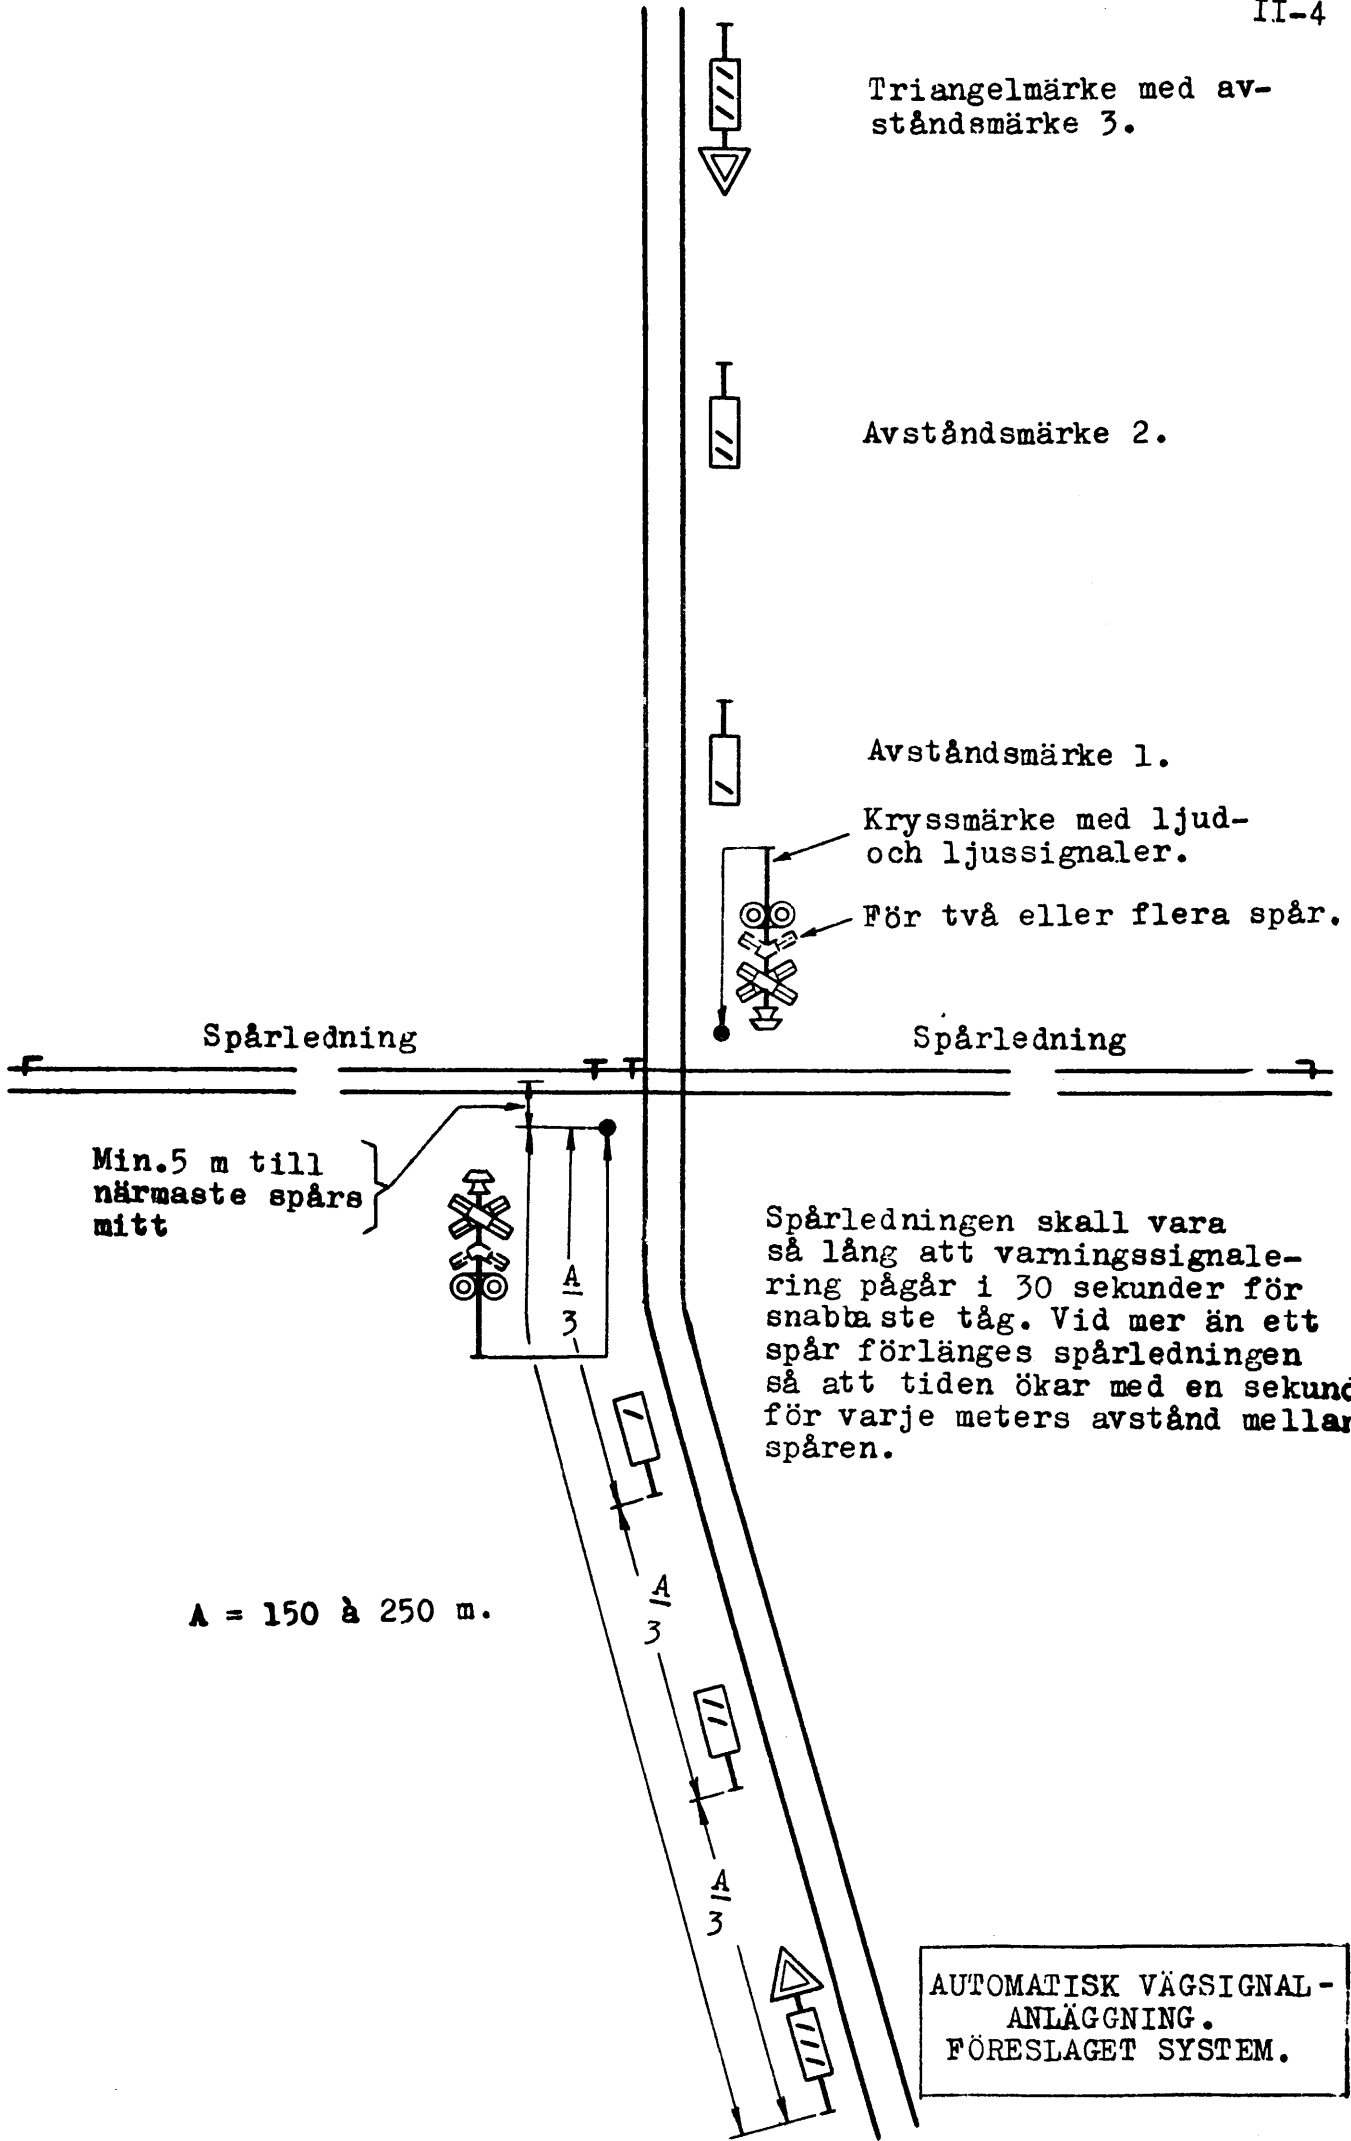 II-4
Triangelmärke med av-
ståndsmärke 3.
Avståndsmärke 2.
Avståndsmärke 1.
Kryssmärke med ljud-
och ljussignaler.
För två eller flera spår.
Spårledning
Spårledning
Min.5 m till
närmaste spårs
mitt
A
3
Spårledningen skall vara
så lång att varningssignale-
ring pågår i 30 sekunder för
snabbaste tåg. Vid mer än ett
spår förlänges spårledningen
så att tiden ökar med en sekund
för varje meters avstånd mellan
spåren.
A = 150 à 250 m.
A
3
A
3
AUTOMATISK VÄGSIGNAL-
ANLÄGGNING.
FÖRESLAGET SYSTEM.